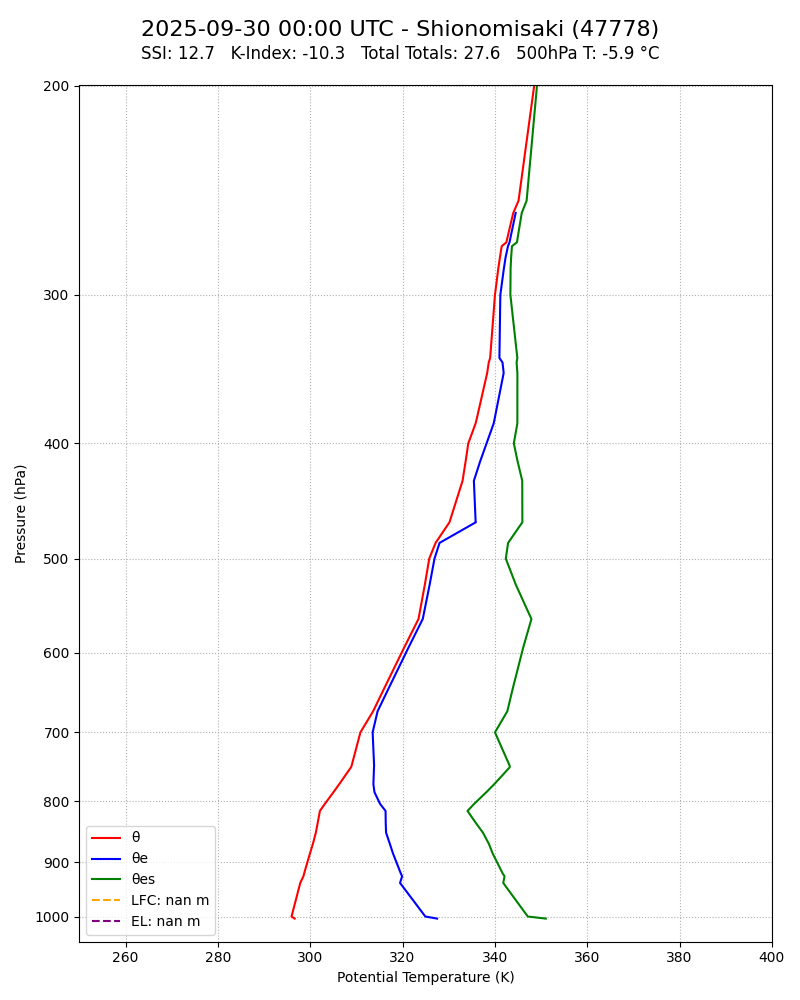 2025-09-30 00:00 UTC - Shionomisaki (47778)
SSI: 12.7   K-Index: -10.3   Total Totals: 27.6   500hPa T: -5.9 °C
200
300
400
500
600
700
800
900
1000
Pressure (hPa)
θ
θe
θes
LFC: nan m
EL: nan m
260 280 300 320 340 360 380 400
Potential Temperature (K)